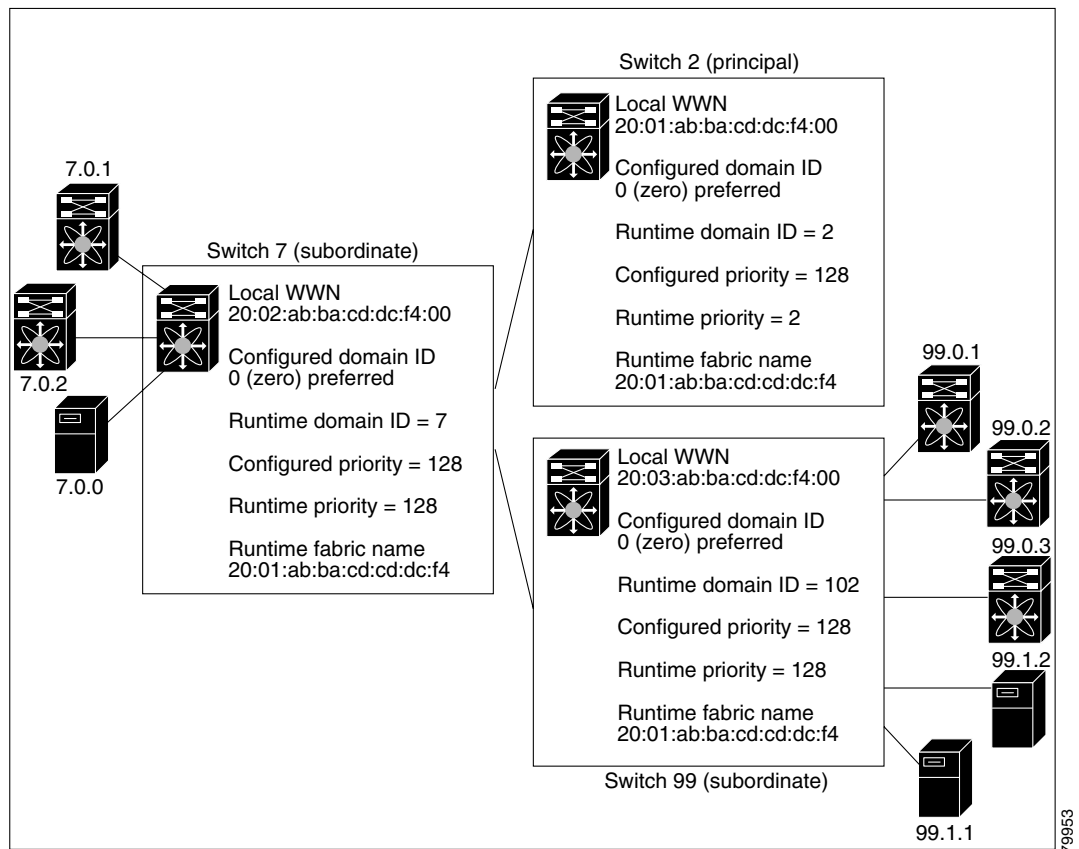 Switch 2 (principal)
Local WWN
20:01:ab:ba:cd:dc:f4:00
Configured domain ID
0 (zero) preferred
Runtime domain ID = 2
Configured priority = 128
Runtime priority = 2
Runtime fabric name
20:01:ab:ba:cd:cd:dc:f4
7.0.1
7.0.2
7.0.0
Switch 7 (subordinate)
Local WWN
20:02:ab:ba:cd:dc:f4:00
Configured domain ID
0 (zero) preferred
Runtime domain ID = 7
Configured priority = 128
Runtime priority = 128
Runtime fabric name
20:01:ab:ba:cd:cd:dc:f4
Local WWN
20:03:ab:ba:cd:dc:f4:00
Configured domain ID
0 (zero) preferred
Runtime domain ID = 102
Configured priority = 128
Runtime priority = 128
Runtime fabric name
20:01:ab:ba:cd:cd:dc:f4
Switch 99 (subordinate)
99.0.1
99.0.2
99.0.3
99.1.2
99.1.1
79953